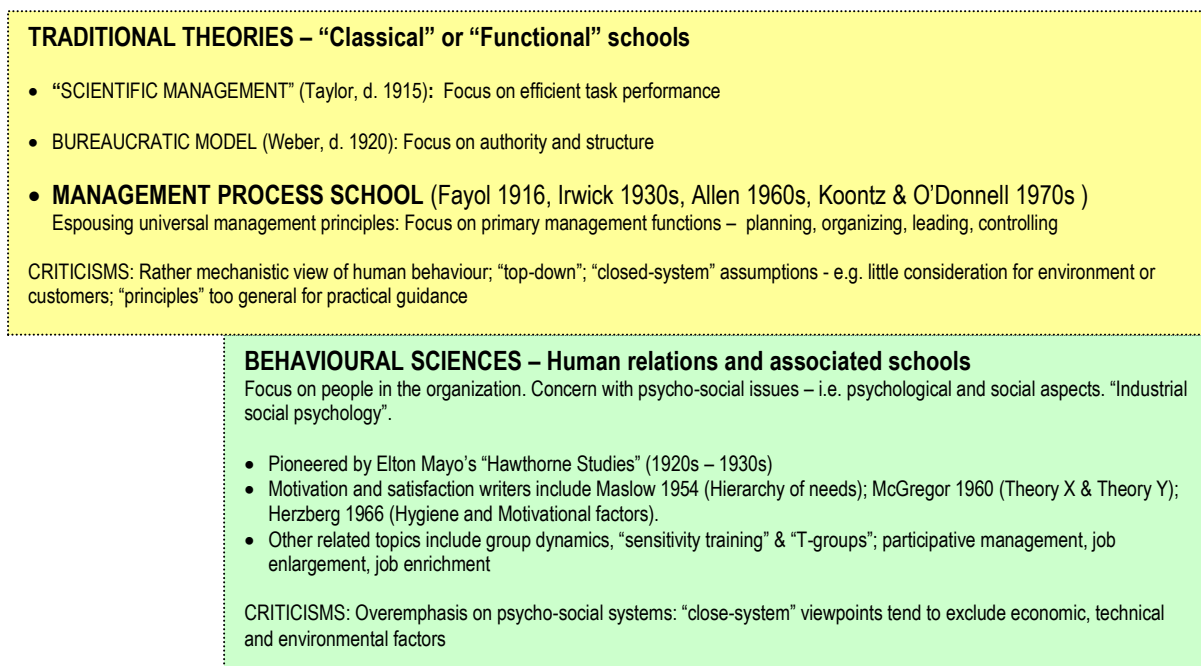 TRADITIONAL THEORIES – “Classical” or “Functional” schools
• “SCIENTIFIC MANAGEMENT” (Taylor, d. 1915): Focus on efficient task performance
• BUREAUCRATIC MODEL (Weber, d. 1920): Focus on authority and structure
• MANAGEMENT PROCESS SCHOOL (Fayol 1916, Irwick 1930s, Allen 1960s, Koontz & O’Donnell 1970s )
Espousing universal management principles: Focus on primary management functions – planning, organizing, leading, controlling
CRITICISMS: Rather mechanistic view of human behaviour; “top-down”; “closed-system” assumptions - e.g. little consideration for environment or
customers; “principles” too general for practical guidance
BEHAVIOURAL SCIENCES – Human relations and associated schools
Focus on people in the organization. Concern with psycho-social issues – i.e. psychological and social aspects. “Industrial
social psychology”.
• Pioneered by Elton Mayo’s “Hawthorne Studies” (1920s – 1930s)
• Motivation and satisfaction writers include Maslow 1954 (Hierarchy of needs); McGregor 1960 (Theory X & Theory Y);
Herzberg 1966 (Hygiene and Motivational factors).
• Other related topics include group dynamics, “sensitivity training” & “T-groups”; participative management, job
enlargement, job enrichment
CRITICISMS: Overemphasis on psycho-social systems: “close-system” viewpoints tend to exclude economic, technical
and environmental factors